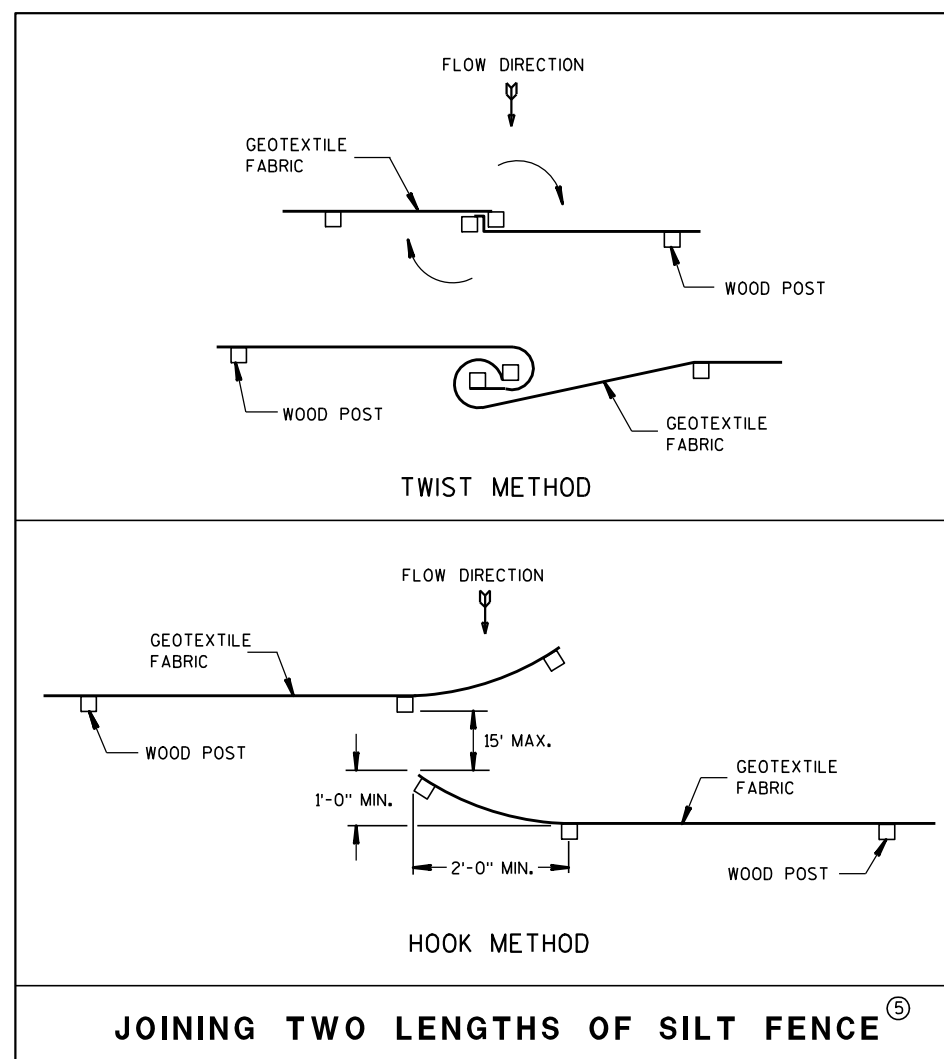 FLOW DIRECTION
GEOTEXTILE
FABRIC
WOOD POST
WOOD POST
GEOTEXTILE
FABRIC
TWIST METHOD
FLOW DIRECTION
GEOTEXTILE
FABRIC
WOOD POST
15' MAX.
1'-0" MIN.
GEOTEXTILE
FABRIC
2'-0" MIN.
WOOD POST
HOOK METHOD
JOINING TWO LENGTHS OF SILT FENCE ⑤